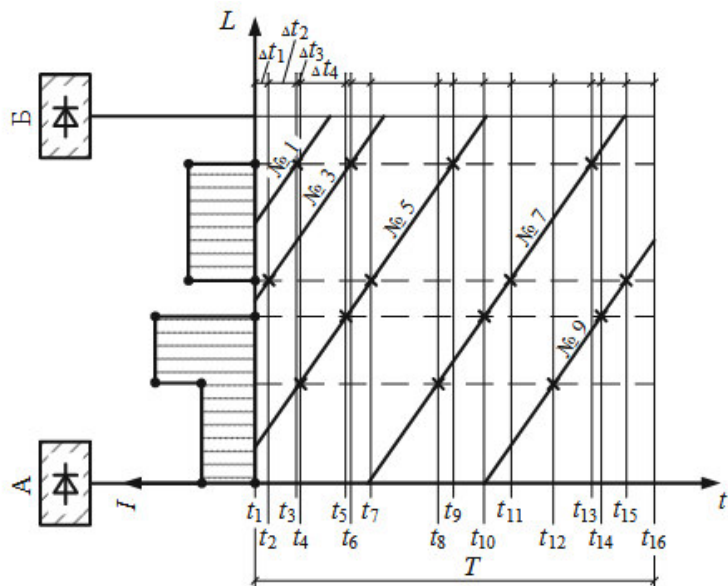 L
Δt₁
Δt₂
Δt₃
Δt₄
Б
№ 1
№ 3
№ 5
№ 7
№ 9
А
I
t
t₁
t₃
t₅
t₇
t₉
t₁₁
t₁₃
t₁₅
t₂
t₄
t₆
t₈
t₁₀
t₁₂
t₁₄
t₁₆
T